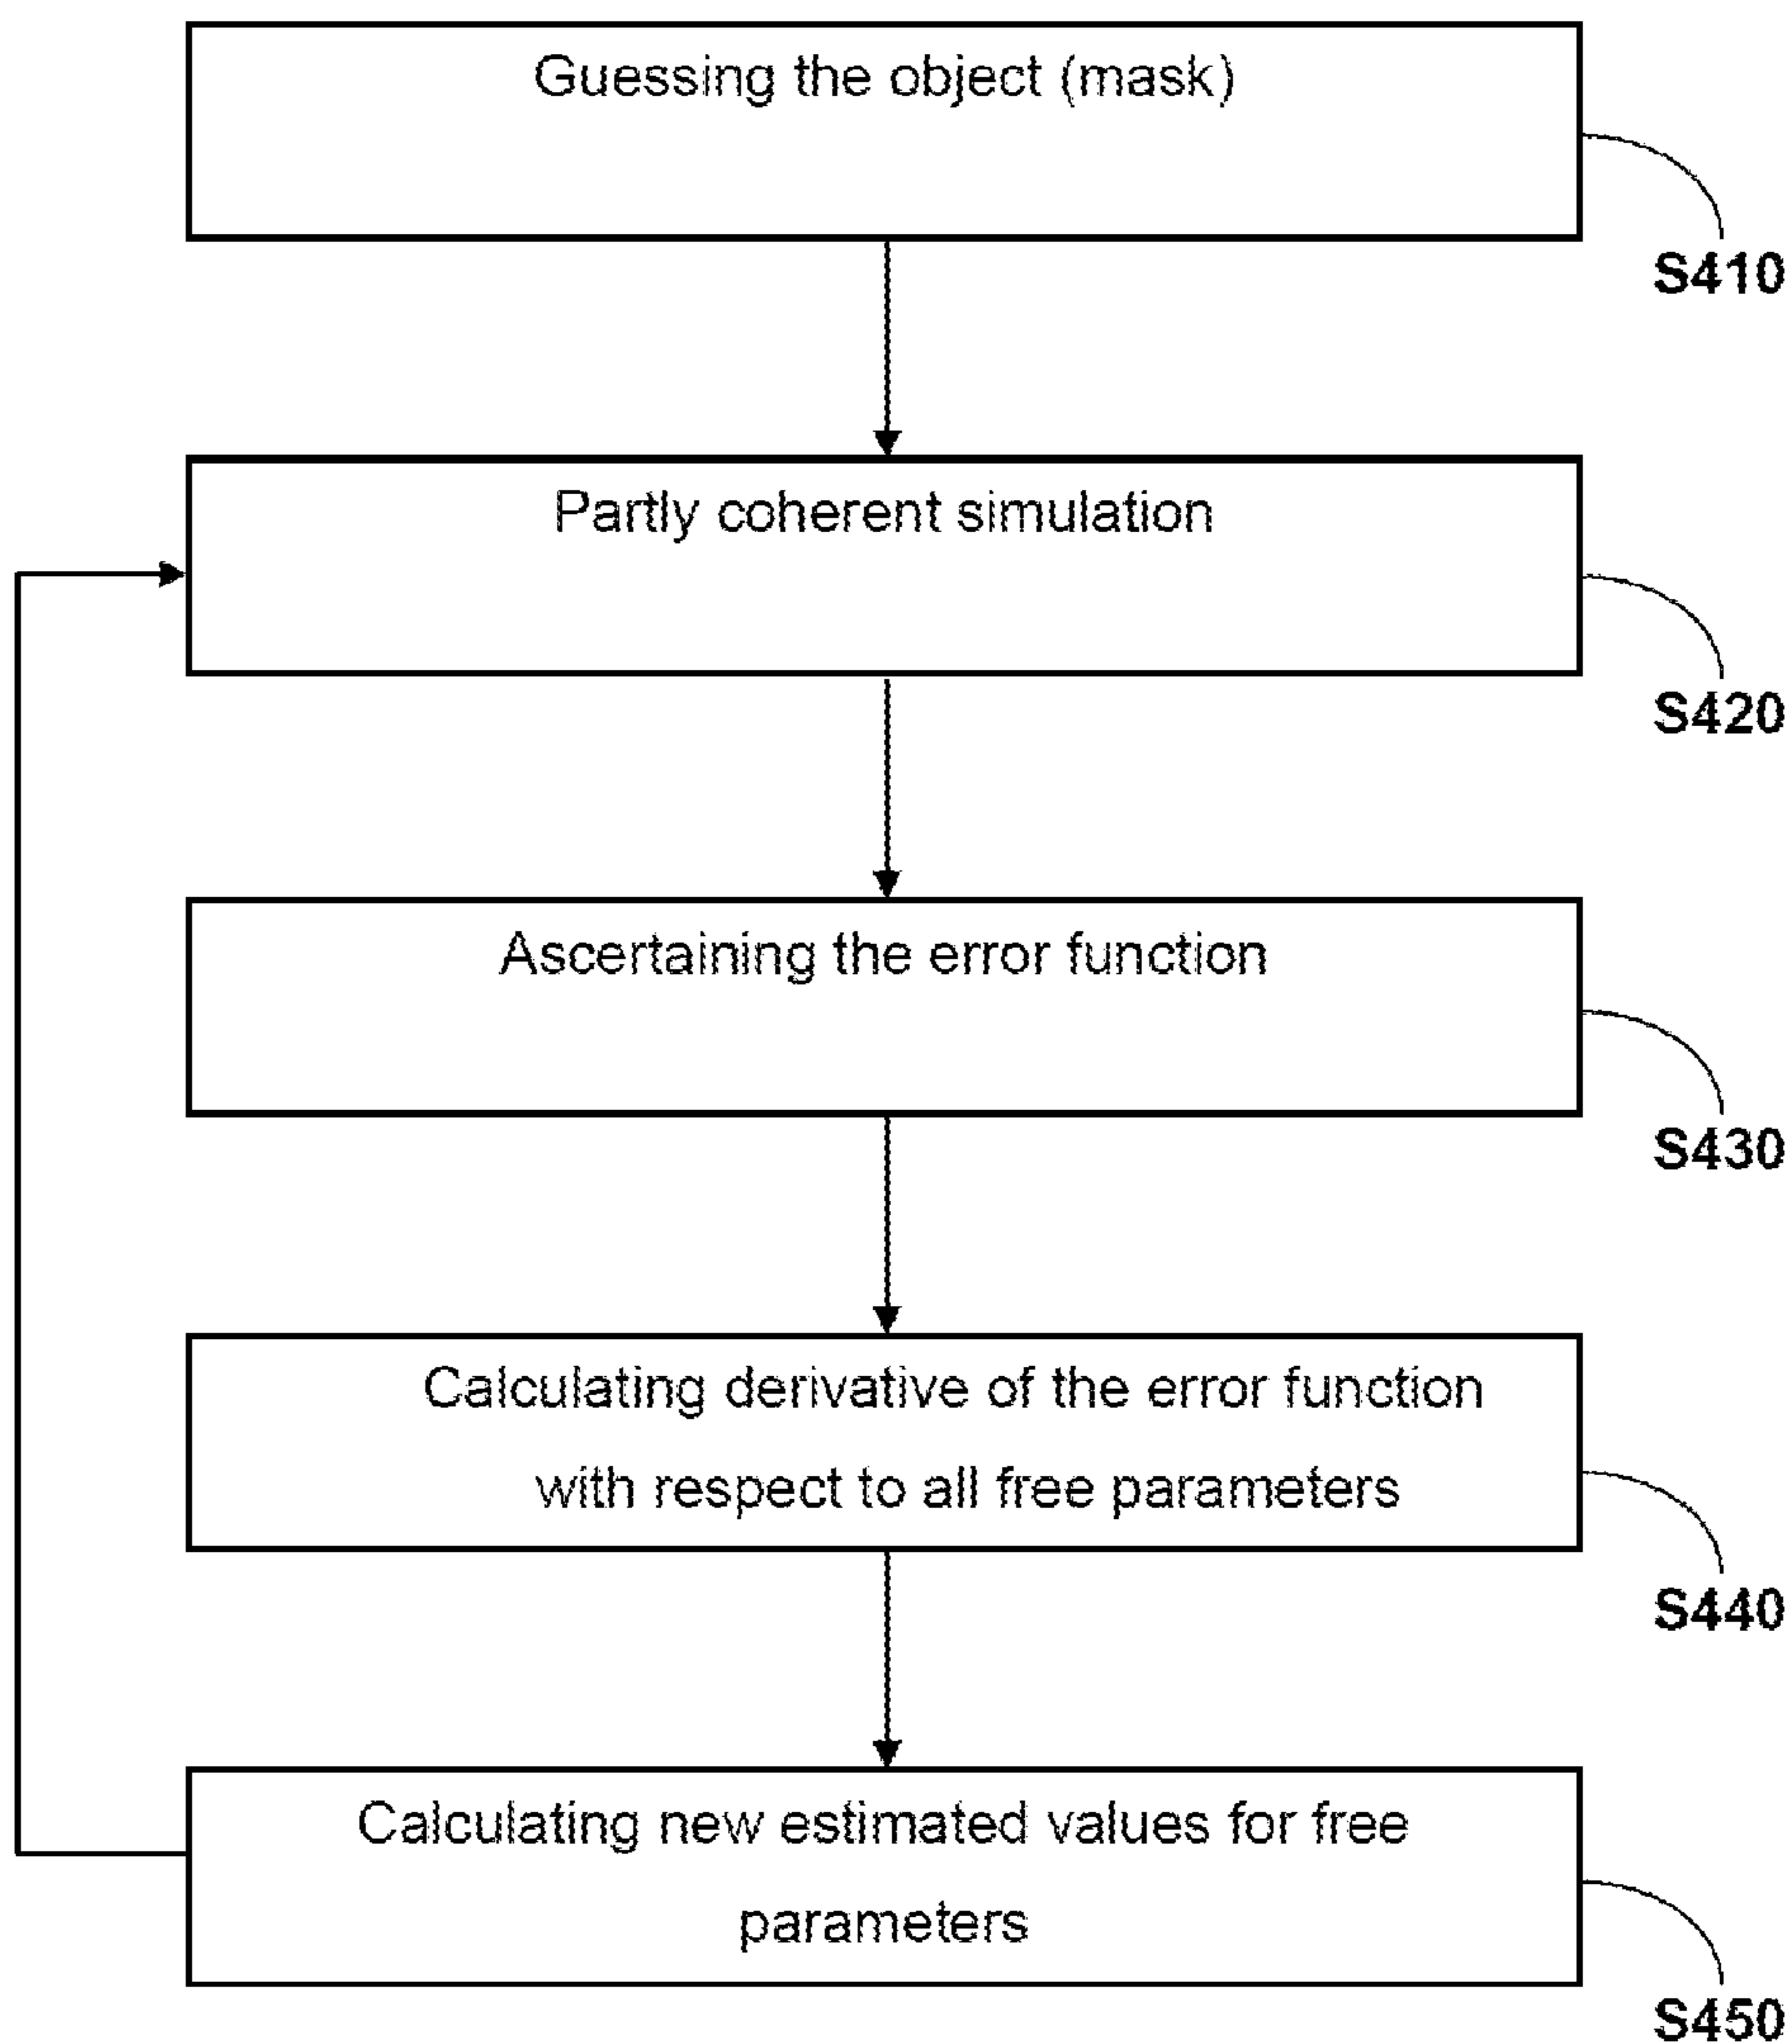 Guessing the object (mask)
S410
Partly coherent simulation
S420
Ascertaining the error function
S430
Calculating derivative of the error function
with respect to all free parameters
S440
Calculating new estimated values for free
parameters
S450